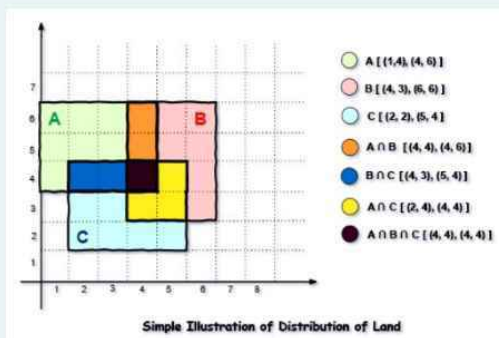 7
6
5
4
3
2
1
A
B
C
1 2 3 4 5 6 7 8
A [ (1,4), (4, 6) ]
B [ (4, 3), (6, 6) ]
C [ (2, 2), (5, 4 ]
A ∩ B [ (4, 4), (4, 6) ]
B ∩ C [ (4, 3), (5, 4) ]
A ∩ C [ (2, 4), (4, 4) ]
A ∩ B ∩ C [ (4, 4), (4, 4) ]
Simple Illustration of Distribution of Land